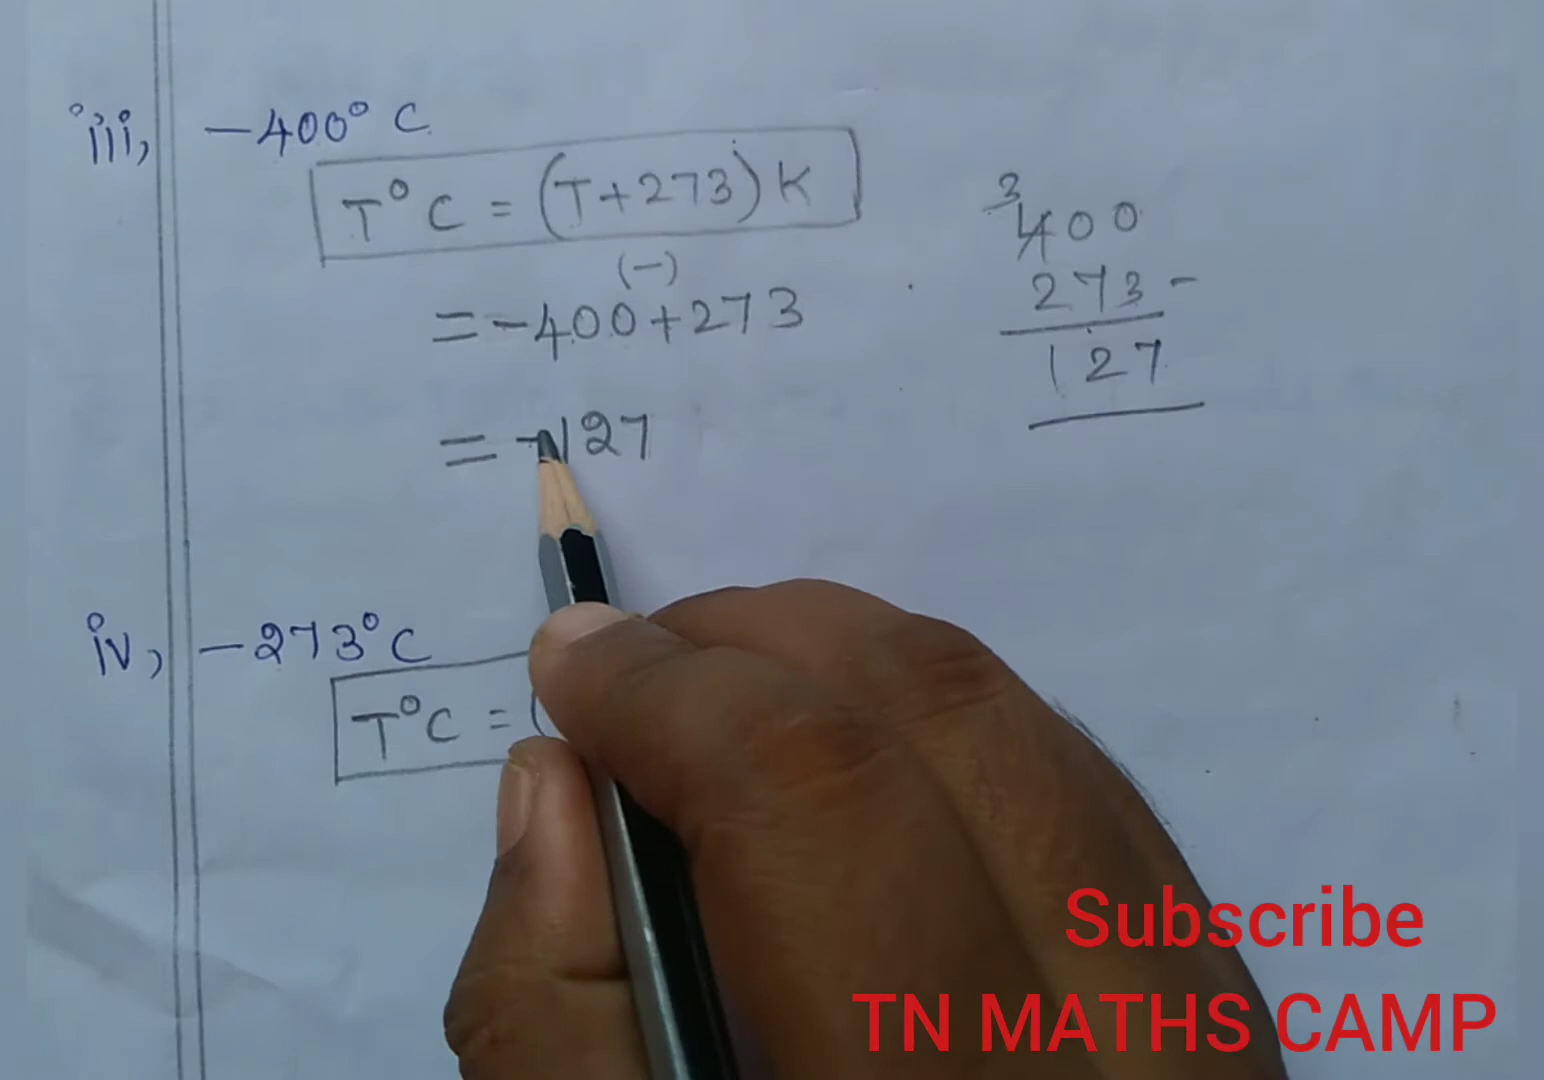 iii, -400° C
T°C = (T+273) K
(-)
= -400+273
= -127
3
400
273 -
127
iv, -273°C
T°C = (
Subscribe
TN MATHS CAMP